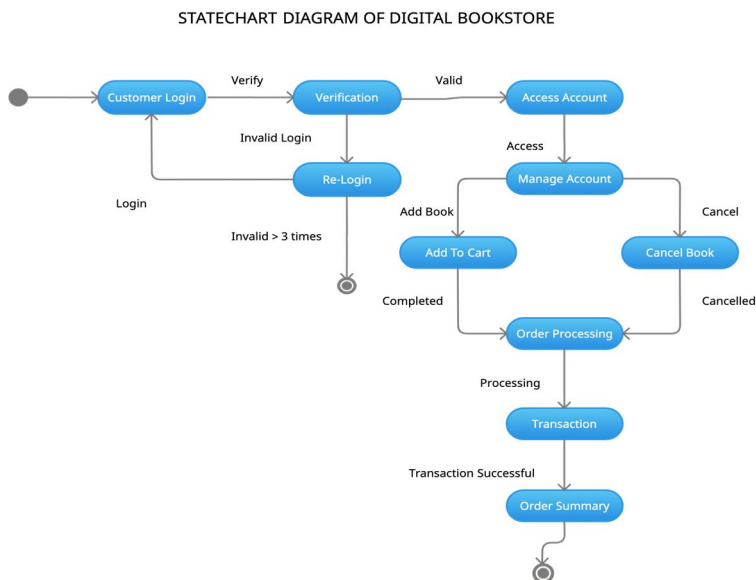 STATECHART DIAGRAM OF DIGITAL BOOKSTORE
Verify
Valid
Customer Login
Verification
Access Account
Invalid Login
Access
Re-Login
Manage Account
Login
Add Book
Cancel
Invalid > 3 times
Add To Cart
Cancel Book
Completed
Cancelled
Order Processing
Processing
Transaction
Transaction Successful
Order Summary